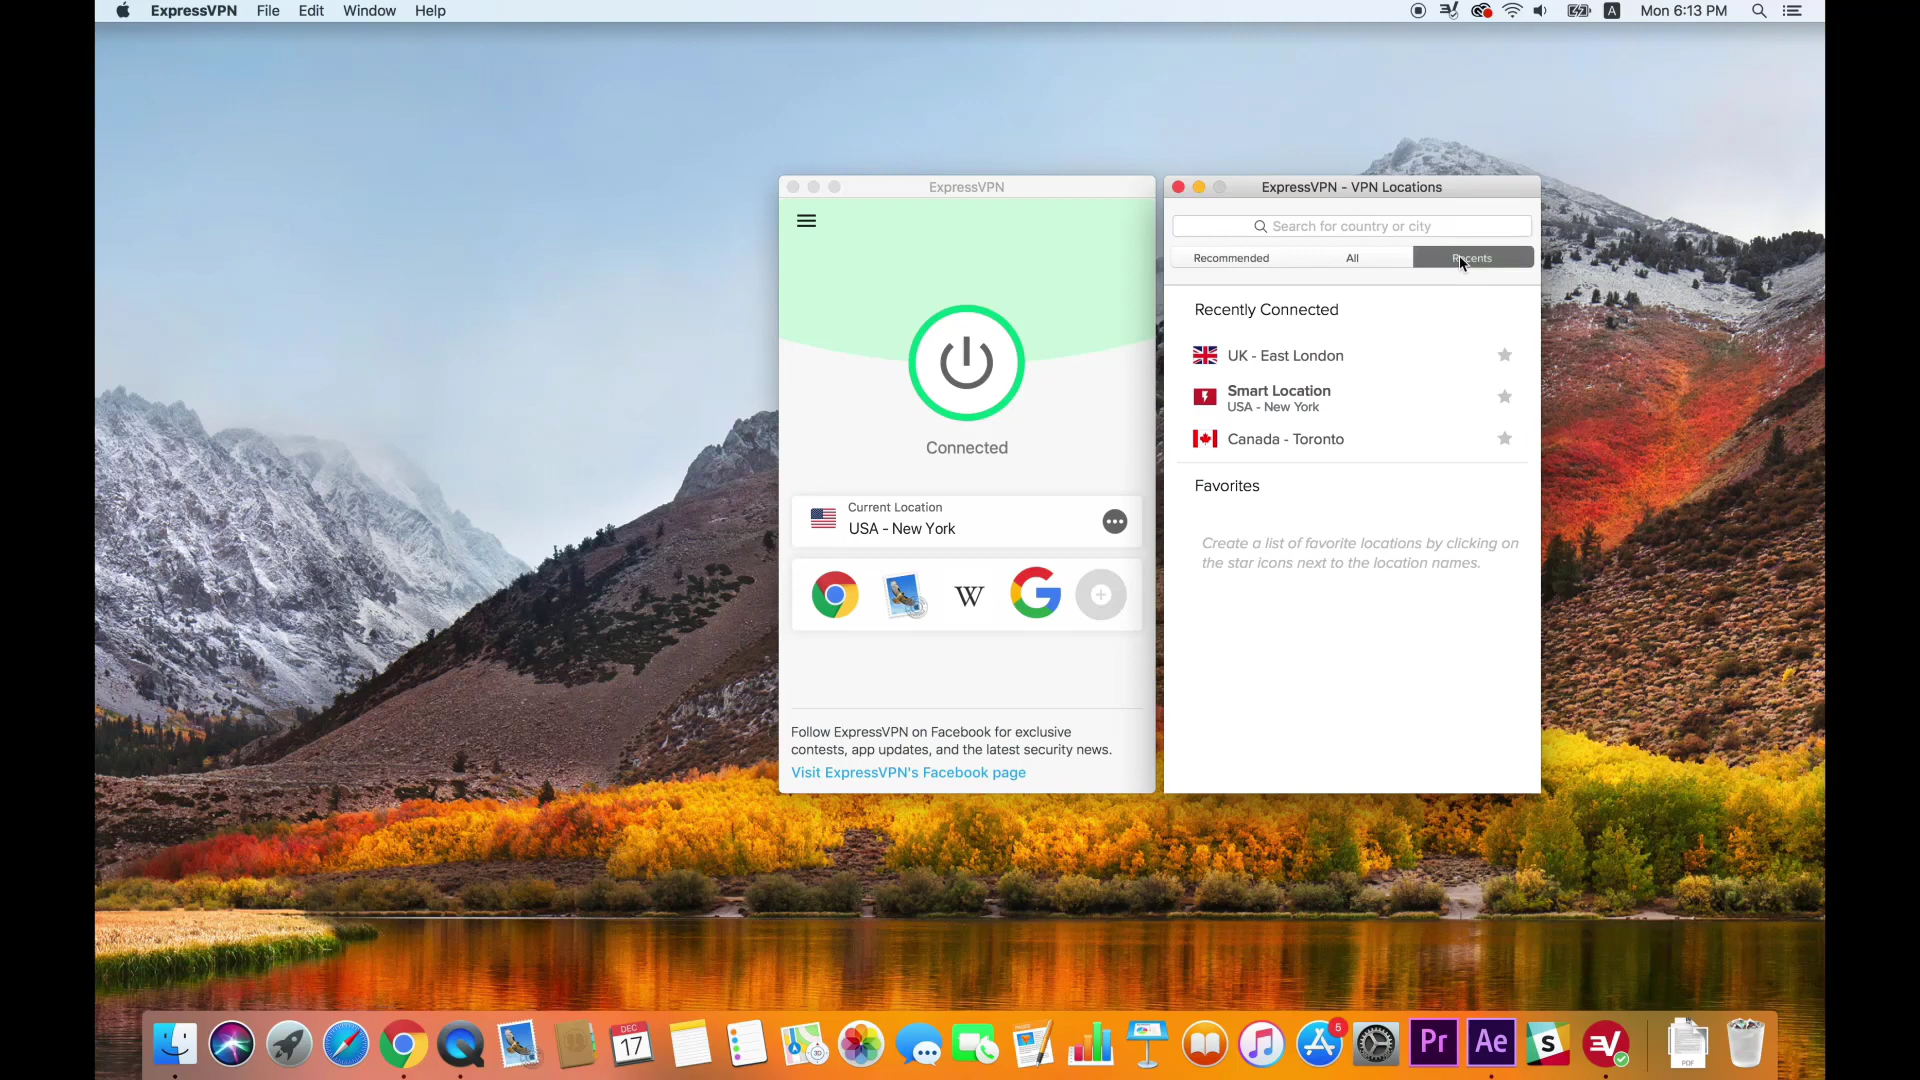 ExpressVPN File Edit Window Help
A Mon 6:13 PM
ExpressVPN
Connected
Current Location
USA - New York
W
Follow ExpressVPN on Facebook for exclusive
contests, app updates, and the latest security news.
Visit ExpressVPN's Facebook page
ExpressVPN - VPN Locations
Search for country or city
Recommended All Recents
Recently Connected
UK - East London
Smart Location
USA - New York
Canada - Toronto
Favorites
Create a list of favorite locations by clicking on
the star icons next to the location names.
DEC
17
3D
PAGES
5
Pr
Ae
S
PDF